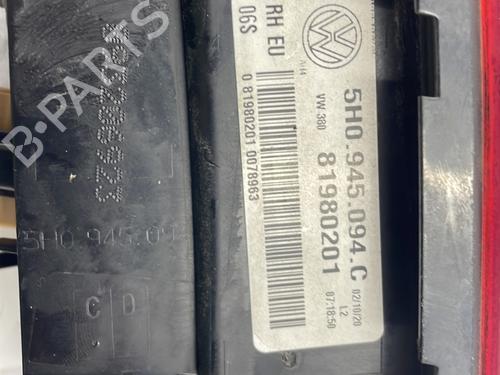 RH EU
06S
0 81980201 0078963
VW 380
5H0.945.094.C
81980201
02/10/20
L2
07:18:50
5H0 945.09
C D
B-PARTS